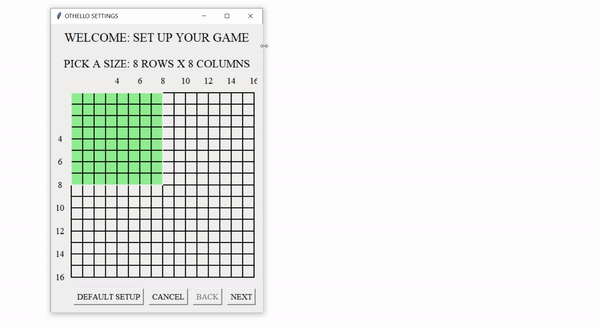 OTHELLO SETTINGS
WELCOME: SET UP YOUR GAME
PICK A SIZE: 8 ROWS X 8 COLUMNS
4 6 8 10 12 14 16
4
6
8
10
12
14
16
DEFAULT SETUP CANCEL BACK NEXT